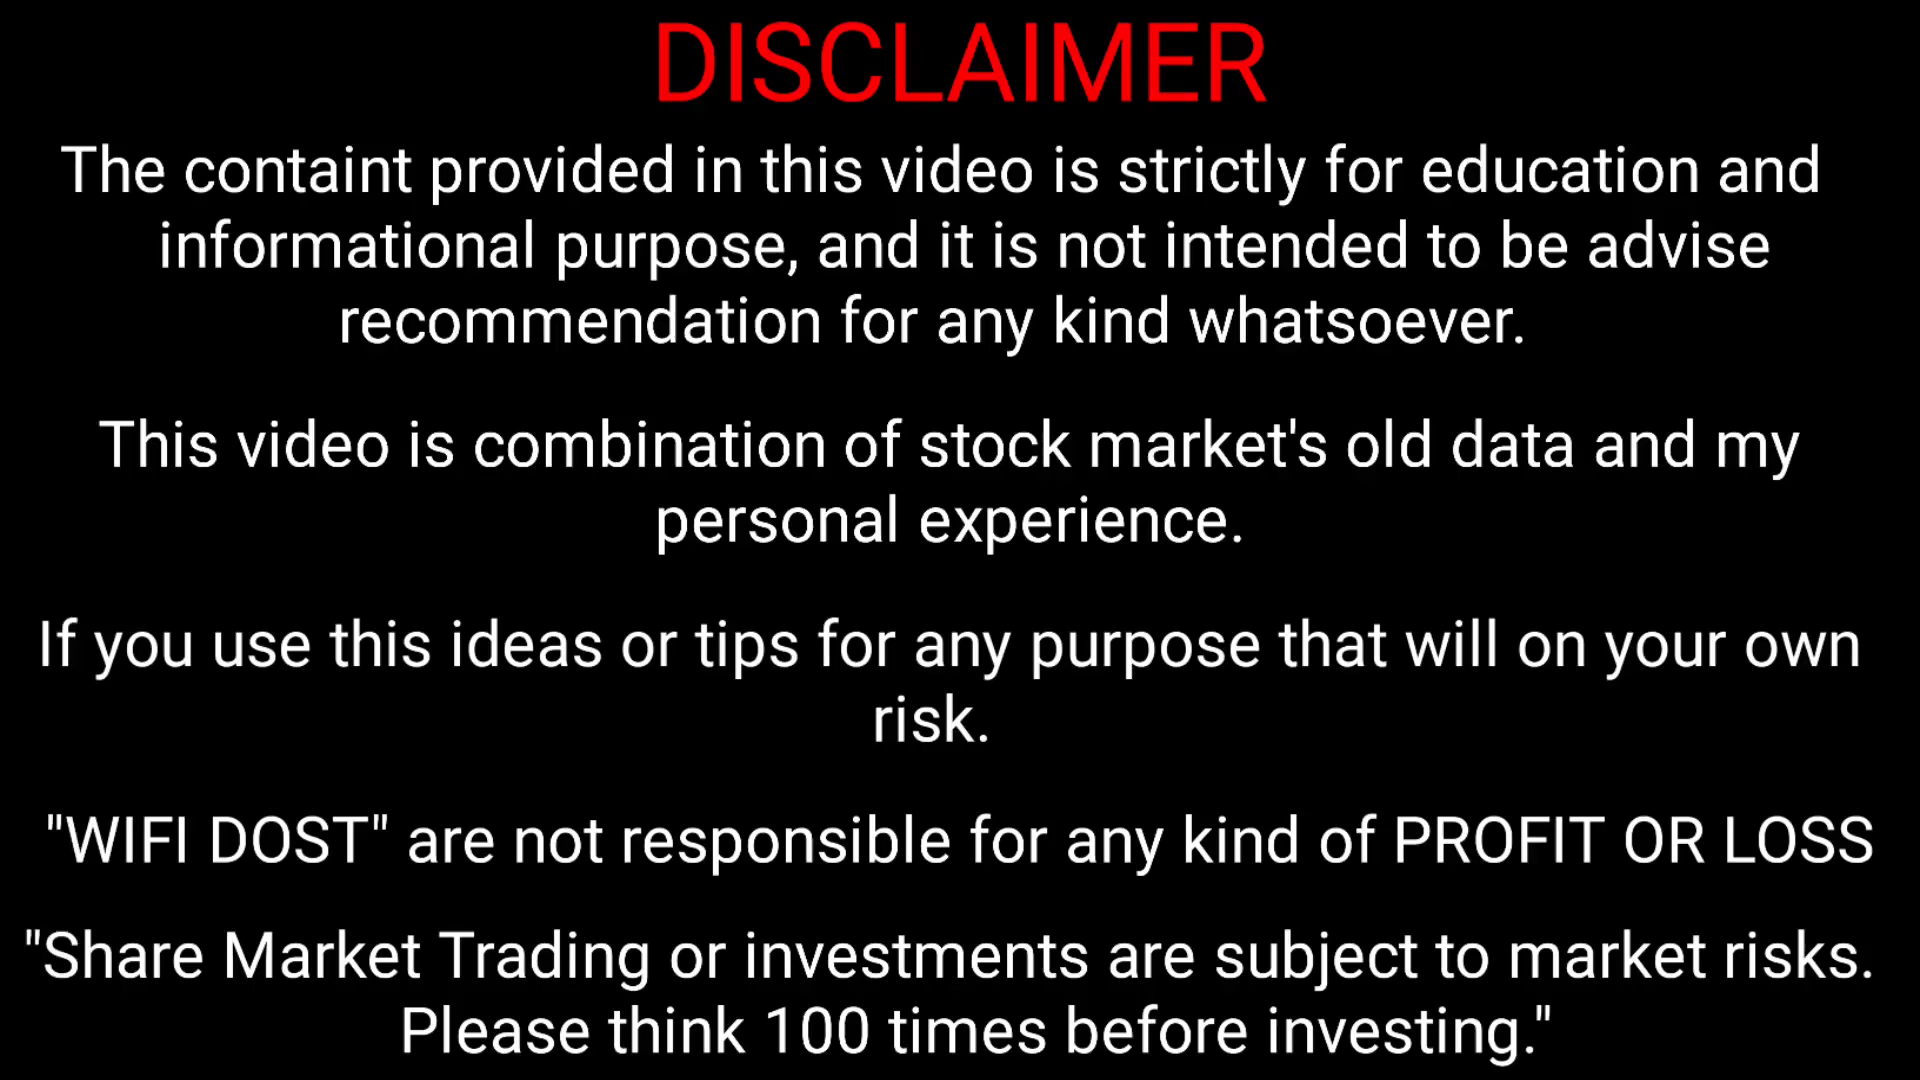 DISCLAIMER
The containt provided in this video is strictly for education and
informational purpose, and it is not intended to be advise
recommendation for any kind whatsoever.
This video is combination of stock market's old data and my
personal experience.
If you use this ideas or tips for any purpose that will on your own
risk.
"WIFI DOST" are not responsible for any kind of PROFIT OR LOSS
"Share Market Trading or investments are subject to market risks.
Please think 100 times before investing."